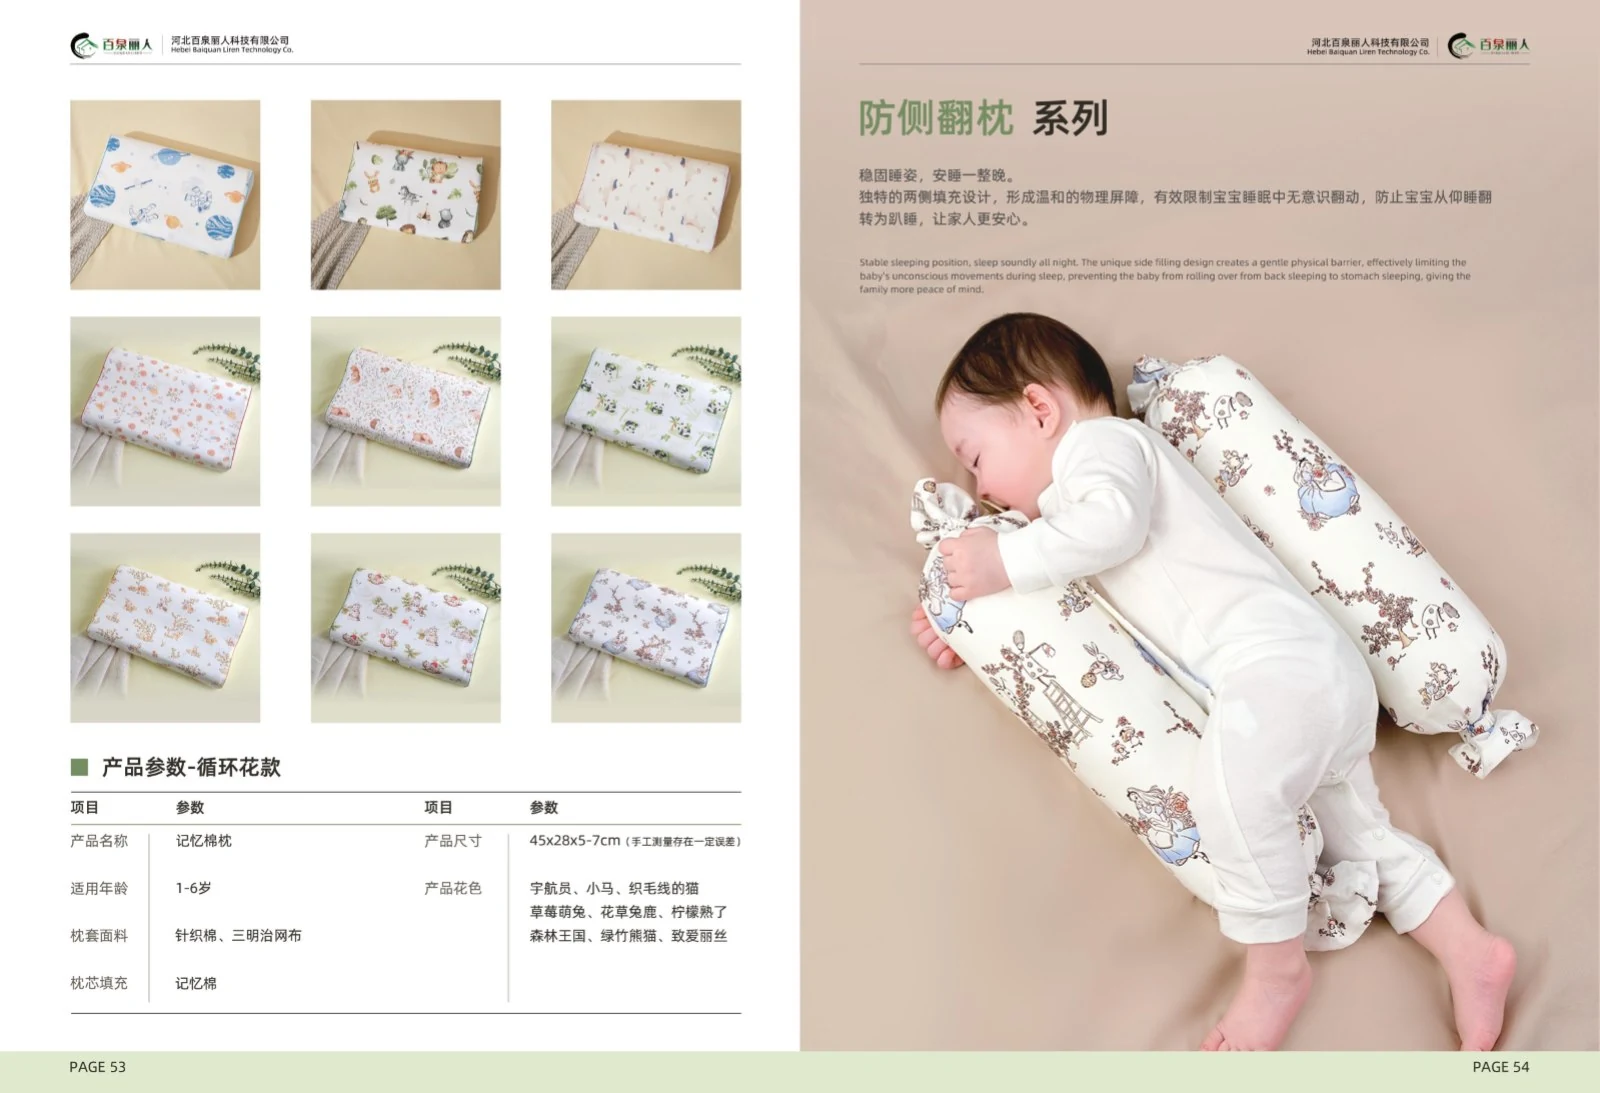 百泉丽人
河北百泉丽人科技有限公司
Hebei Baiquan Liren Technology Co.
产品参数-循环花款
项目 参数 项目 参数
产品名称 记忆棉枕 产品尺寸 45x28x5-7cm（手工测量存在一定误差）
适用年龄 1-6岁 产品花色 宇航员、小马、织毛线的猫
草莓萌兔、花草兔鹿、柠檬熟了
枕套面料 针织棉、三明治网布 森林王国、绿竹熊猫、致爱丽丝
枕芯填充 记忆棉
PAGE 53
河北百泉丽人科技有限公司
Hebei Baiquan Liren Technology Co.
百泉丽人
防侧翻枕 系列
稳固睡姿，安睡一整晚。
独特的两侧填充设计，形成温和的物理屏障，有效限制宝宝睡眠中无意识翻动，防止宝宝从仰睡翻
转为趴睡，让家人更安心。
Stable sleeping position, sleep soundly all night. The unique side filling design creates a gentle physical barrier, effectively limiting the
baby's unconscious movements during sleep, preventing the baby from rolling over from back sleeping to stomach sleeping, giving the
family more peace of mind.
PAGE 54